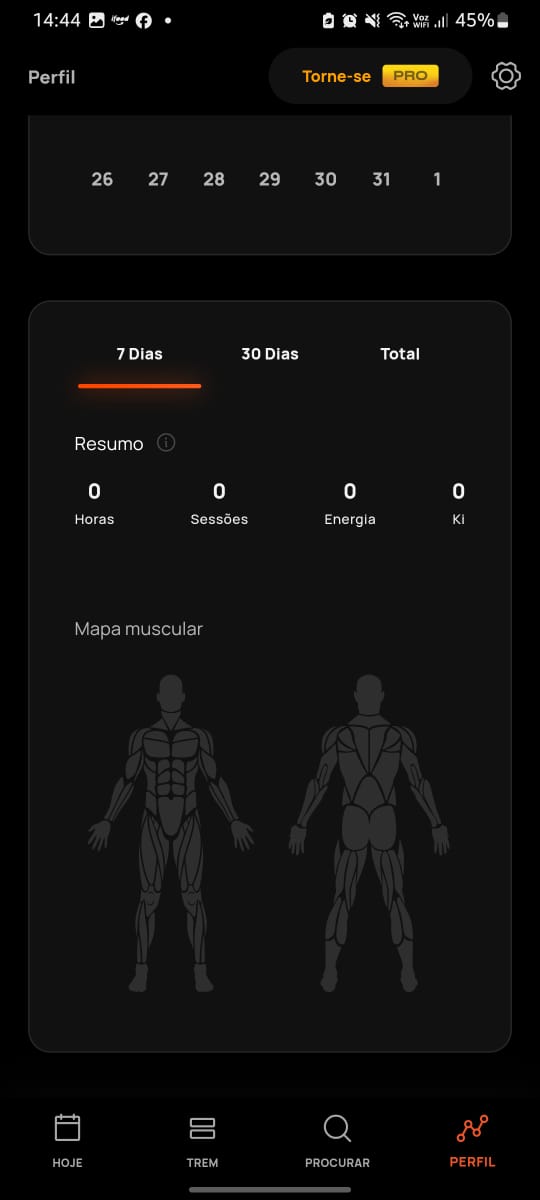 14:44 ifood Voz WiFi 45%
Perfil Torne-se PRO
26 27 28 29 30 31 1
7 Dias 30 Dias Total
Resumo
0 0 0 0
Horas Sessões Energia Ki
Mapa muscular
HOJE TREM PROCURAR PERFIL